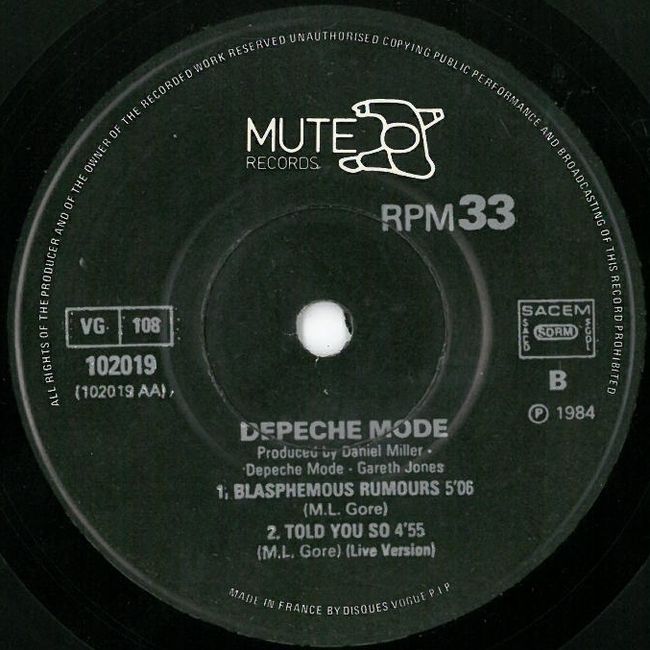 ALL RIGHTS OF THE PRODUCER AND OF THE OWNER OF THE RECORDED WORK RESERVED UNAUTHORISED COPYING PUBLIC PERFORMANCE AND BROADCASTING OF THIS RECORD PROHIBITED
MUTE
RECORDS
RPM 33
VG 108
102019
(102019 AA)
SACEM
SACD SDRM SGDL
B
℗ 1984
DEPECHE MODE
Produced by Daniel Miller ·
·Depeche Mode · Gareth Jones
1. BLASPHEMOUS RUMOURS 5'06
(M.L. Gore)
2. TOLD YOU SO 4'55
(M.L. Gore) (Live Version)
MADE IN FRANCE BY DISQUES VOGUE P.I.P